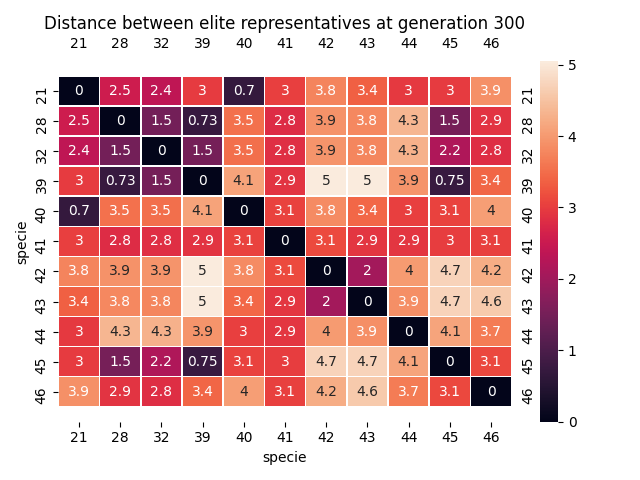 Distance between elite representatives at generation 300
21 28 32 39 40 41 42 43 44 45 46
21 0 2.5 2.4 3 0.7 3 3.8 3.4 3 3 3.9 21
28 2.5 0 1.5 0.73 3.5 2.8 3.9 3.8 4.3 1.5 2.9 28
32 2.4 1.5 0 1.5 3.5 2.8 3.9 3.8 4.3 2.2 2.8 32
39 3 0.73 1.5 0 4.1 2.9 5 5 3.9 0.75 3.4 39
40 0.7 3.5 3.5 4.1 0 3.1 3.8 3.4 3 3.1 4 40
41 3 2.8 2.8 2.9 3.1 0 3.1 2.9 2.9 3 3.1 41
42 3.8 3.9 3.9 5 3.8 3.1 0 2 4 4.7 4.2 42
43 3.4 3.8 3.8 5 3.4 2.9 2 0 3.9 4.7 4.6 43
44 3 4.3 4.3 3.9 3 2.9 4 3.9 0 4.1 3.7 44
45 3 1.5 2.2 0.75 3.1 3 4.7 4.7 4.1 0 3.1 45
46 3.9 2.9 2.8 3.4 4 3.1 4.2 4.6 3.7 3.1 0 46
21 28 32 39 40 41 42 43 44 45 46
specie
specie
5
4
3
2
1
0